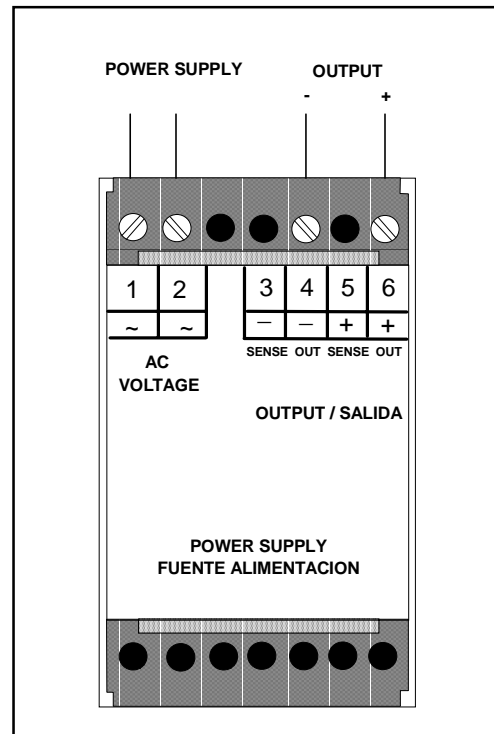 POWER SUPPLY OUTPUT
- +
1 2 3 4 5 6
~ ~ — — + +
SENSE OUT SENSE OUT
AC
VOLTAGE
OUTPUT / SALIDA
POWER SUPPLY
FUENTE ALIMENTACION